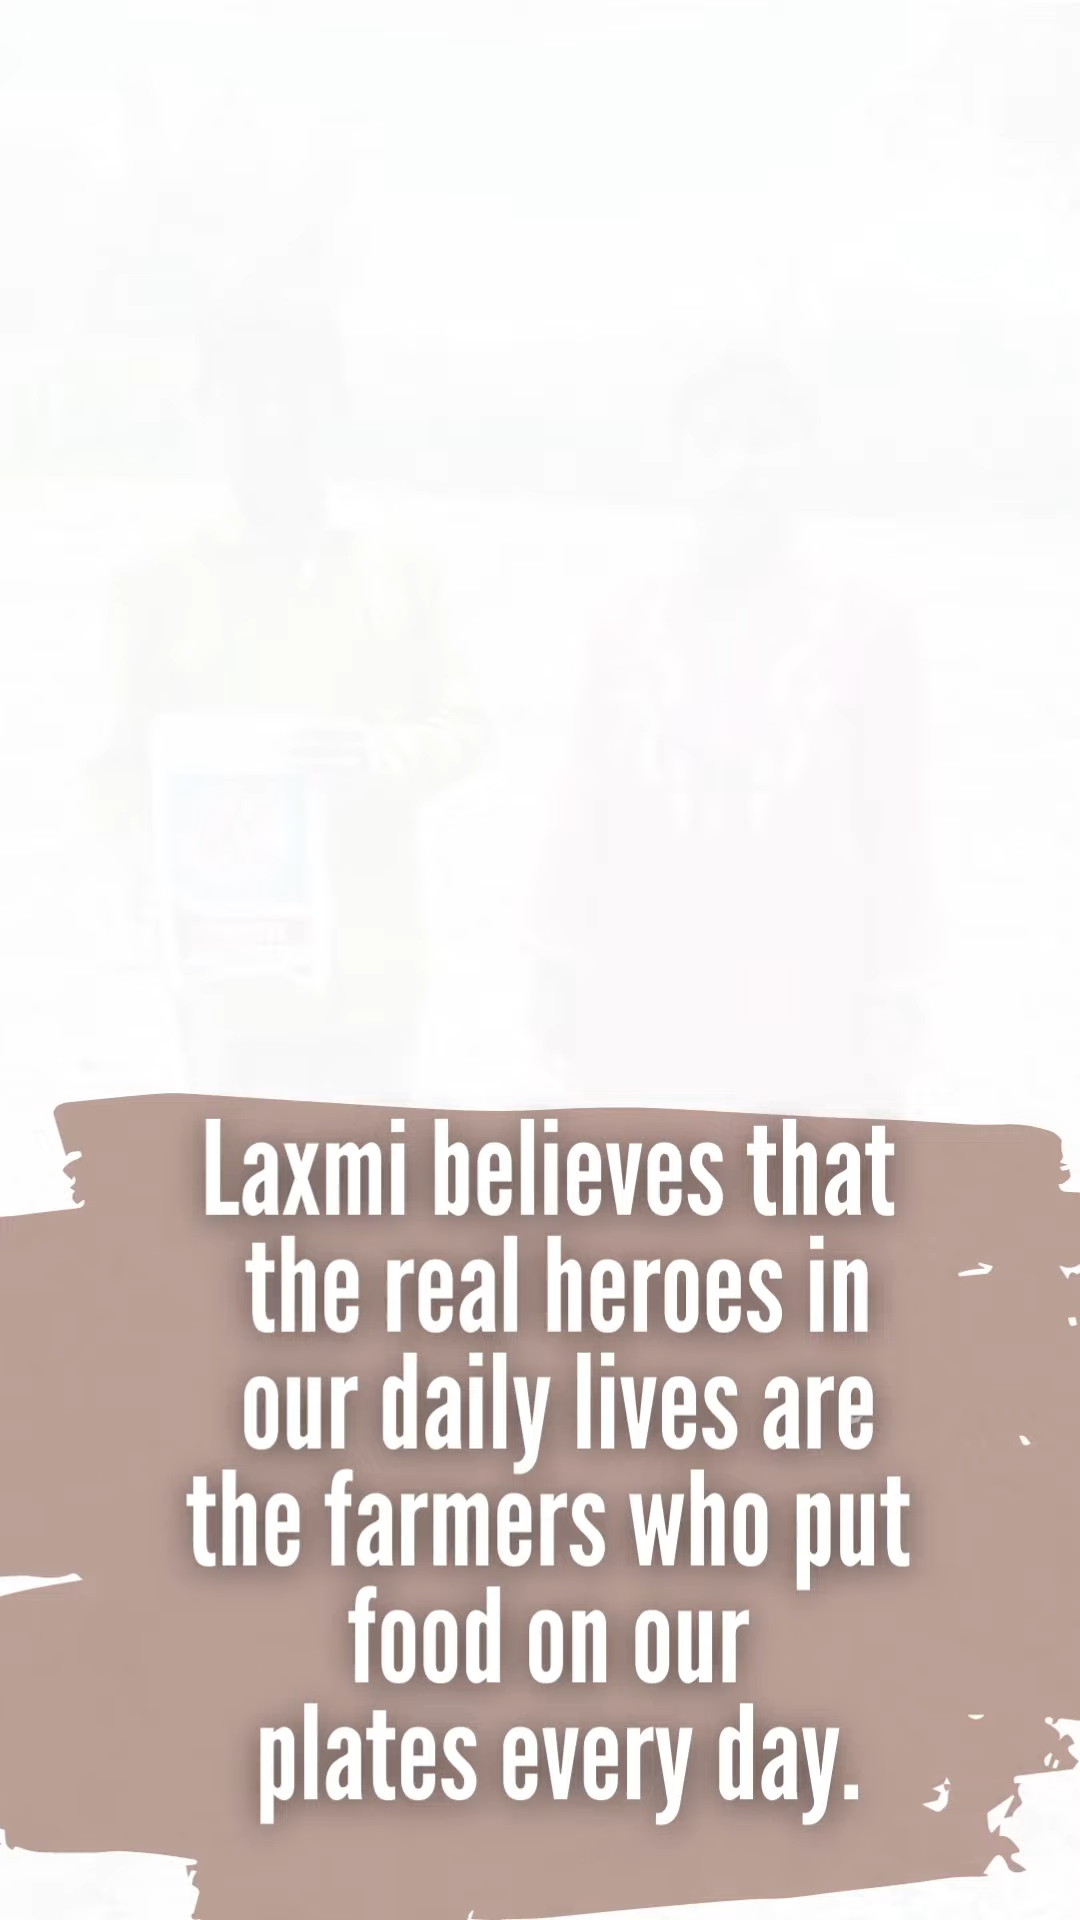 Laxmi believes that
the real heroes in
our daily lives are
the farmers who put
food on our
plates every day.